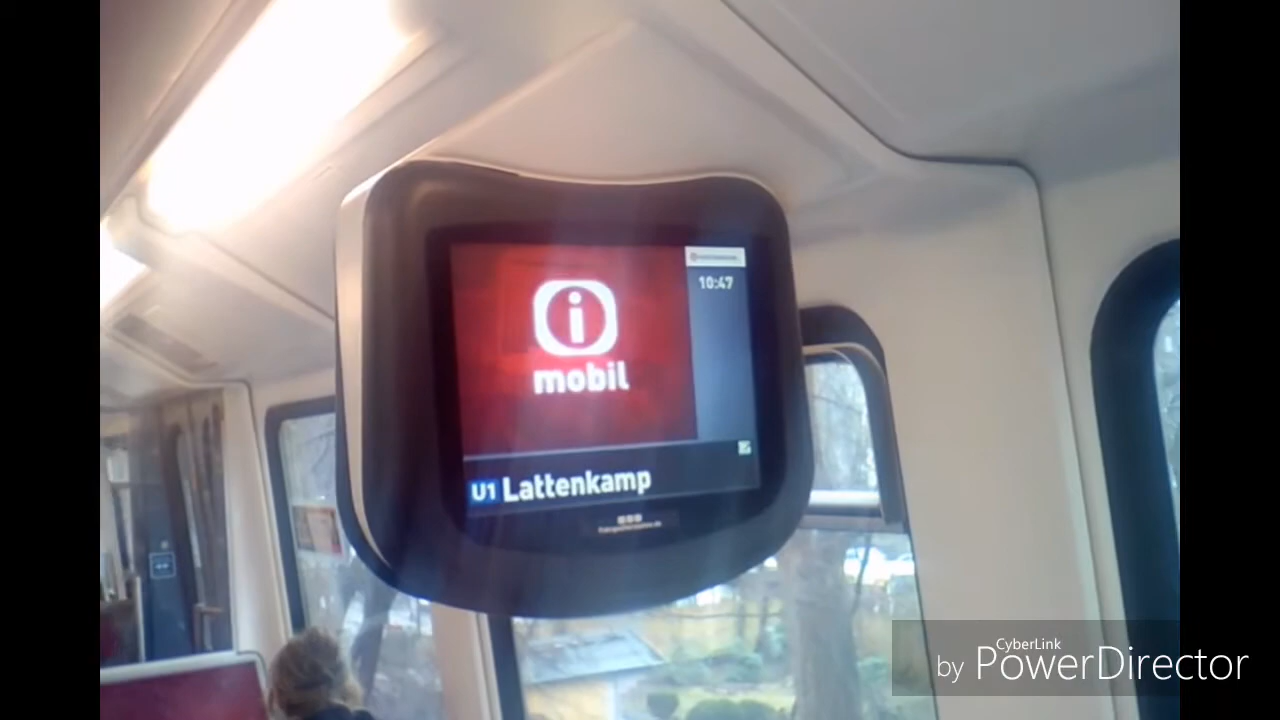 10:47
i
mobil
U1 Lattenkamp
CyberLink
by PowerDirector